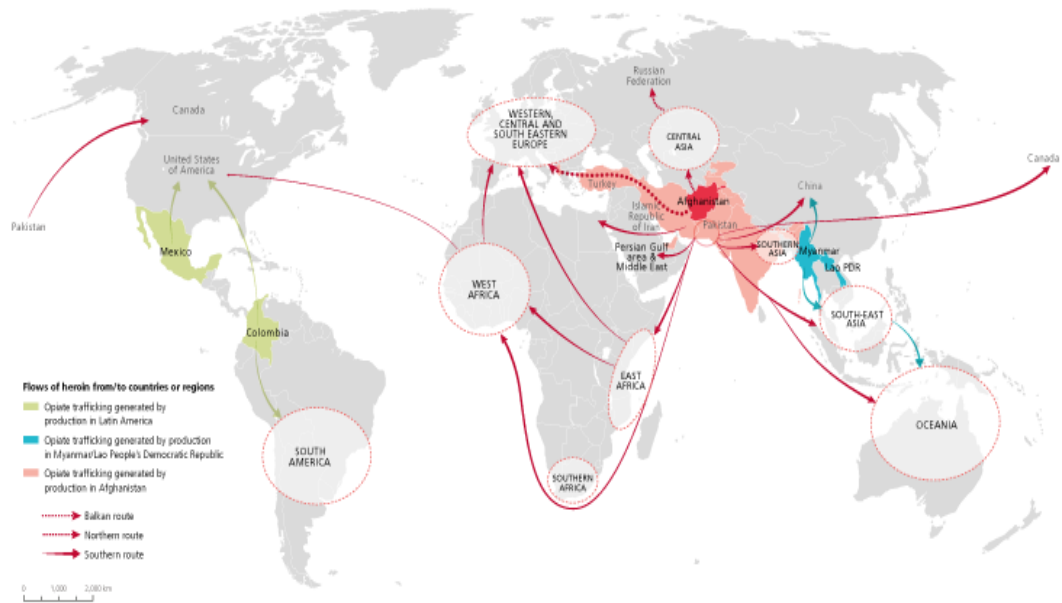 Canada
United States
of America
Pakistan
Mexico
Colombia
SOUTH
AMERICA
Russian
Federation
WESTERN,
CENTRAL AND
SOUTH EASTERN
EUROPE
CENTRAL
ASIA
Turkey
Afghanistan
Islamic
Republic
of Iran
Pakistan
China
Canada
Persian Gulf
area &
Middle East
SOUTHERN
ASIA
Myanmar
Lao PDR
WEST
AFRICA
SOUTH-EAST
ASIA
EAST
AFRICA
OCEANIA
SOUTHERN
AFRICA
Flows of heroin from/to countries or regions
Opiate trafficking generated by
production in Latin America
Opiate trafficking generated by production
in Myanmar/Lao People's Democratic Republic
Opiate trafficking generated by
production in Afghanistan
Balkan route
Northern route
Southern route
0 1,000 2,000 km